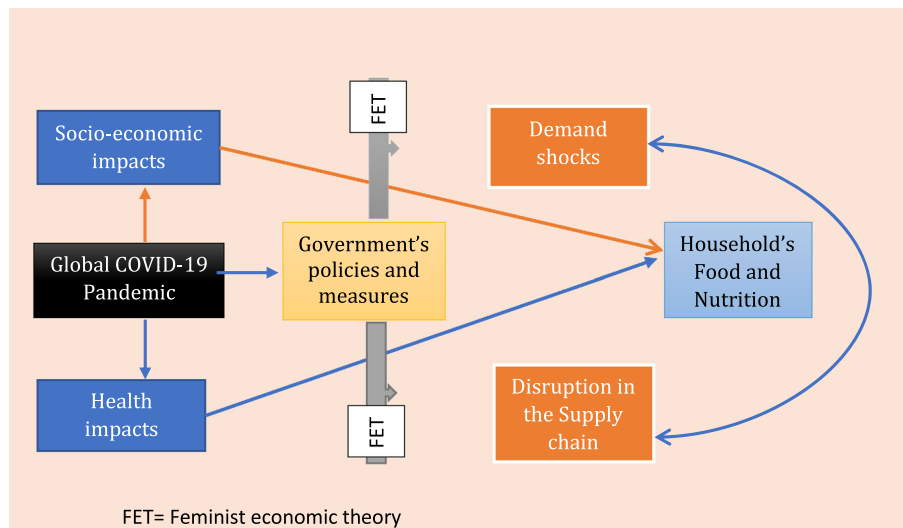 FET
Socio-economic
impacts
Demand
shocks
Global COVID-19
Pandemic
Government’s
policies and
measures
Household’s
Food and
Nutrition
Health
impacts
FET
Disruption in
the Supply
chain
FET= Feminist economic theory